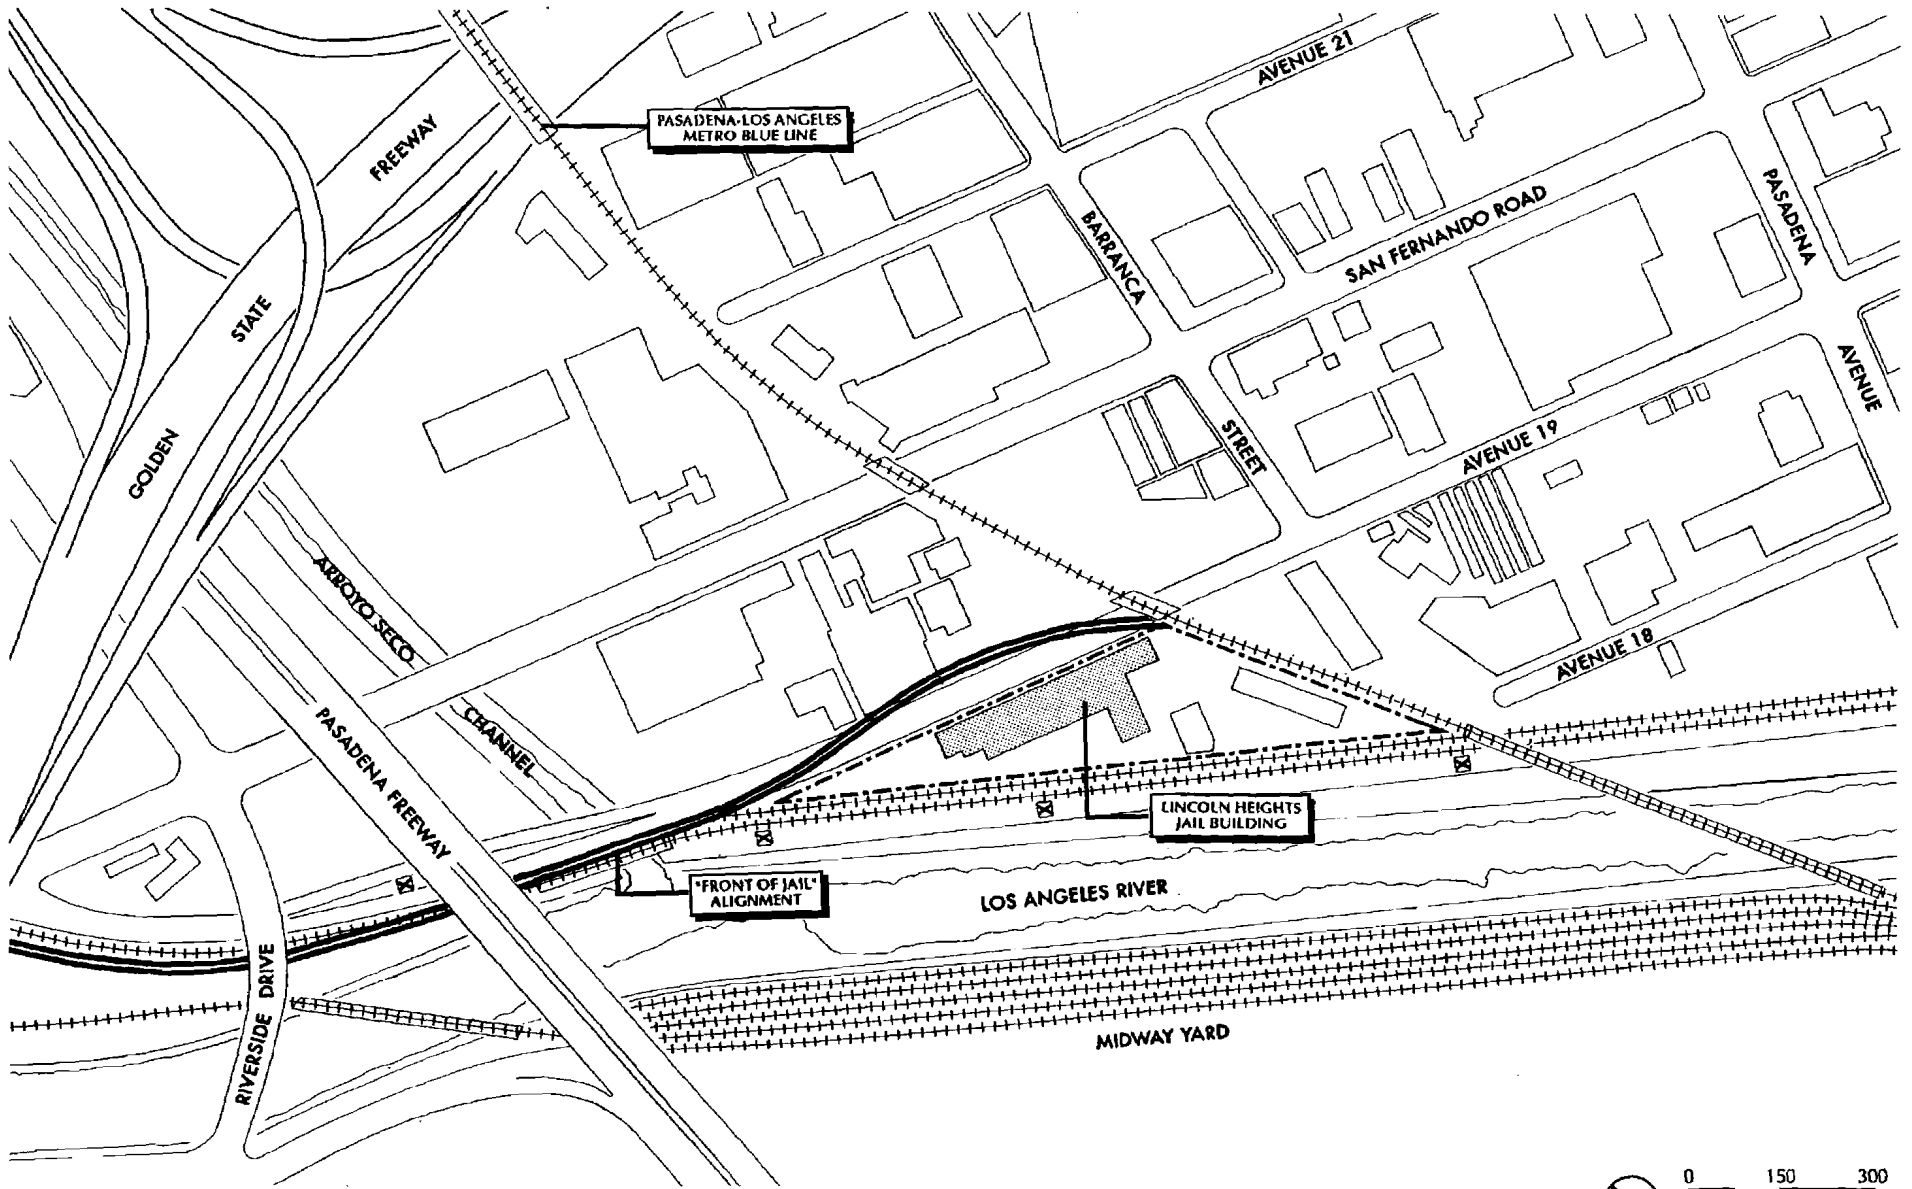 AVENUE 21
PASADENA-LOS ANGELES
METRO BLUE LINE
FREEWAY
STATE
GOLDEN
BARRANCA
STREET
SAN FERNANDO ROAD
PASADENA
AVENUE
AVENUE 19
AVENUE 18
ARROYO SECO
CHANNEL
PASADENA FREEWAY
LINCOLN HEIGHTS
JAIL BUILDING
"FRONT OF JAIL"
ALIGNMENT
LOS ANGELES RIVER
RIVERSIDE DRIVE
MIDWAY YARD
0 150 300